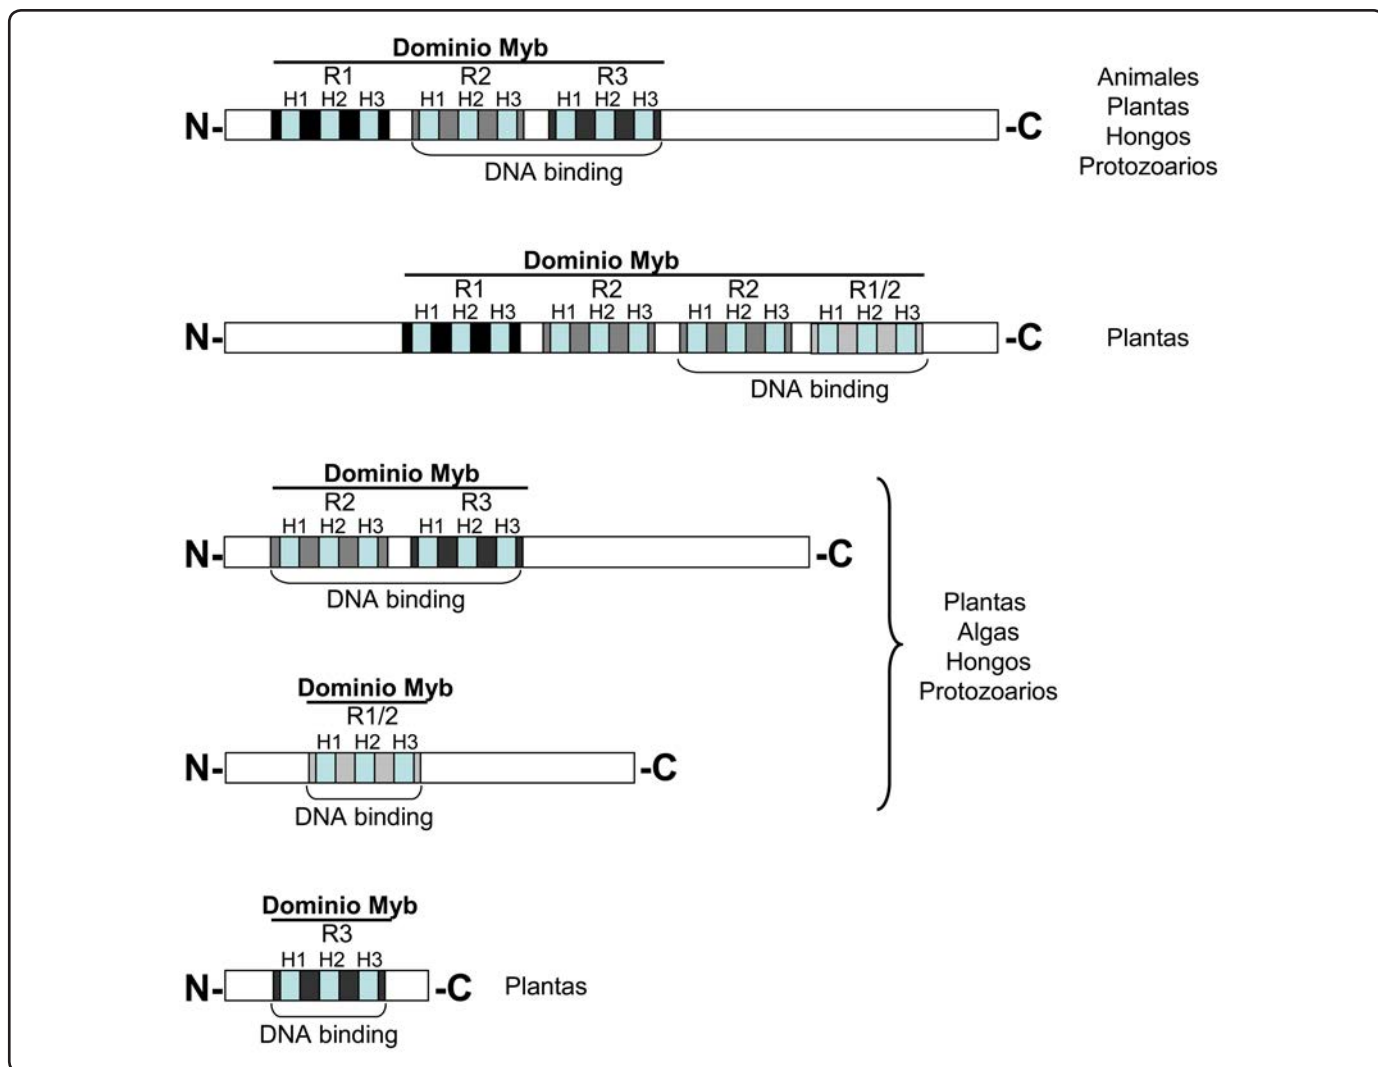 Dominio Myb
R1 R2 R3
H1 H2 H3 H1 H2 H3 H1 H2 H3
N- -C
DNA binding
Animales
Plantas
Hongos
Protozoarios
Dominio Myb
R1 R2 R2 R1/2
H1 H2 H3 H1 H2 H3 H1 H2 H3 H1 H2 H3
N- -C
Plantas
DNA binding
Dominio Myb
R2 R3
H1 H2 H3 H1 H2 H3
N- -C
DNA binding
Dominio Myb
R1/2
H1 H2 H3
N- -C
DNA binding
Plantas
Algas
Hongos
Protozoarios
Dominio Myb
R3
H1 H2 H3
N- -C
Plantas
DNA binding